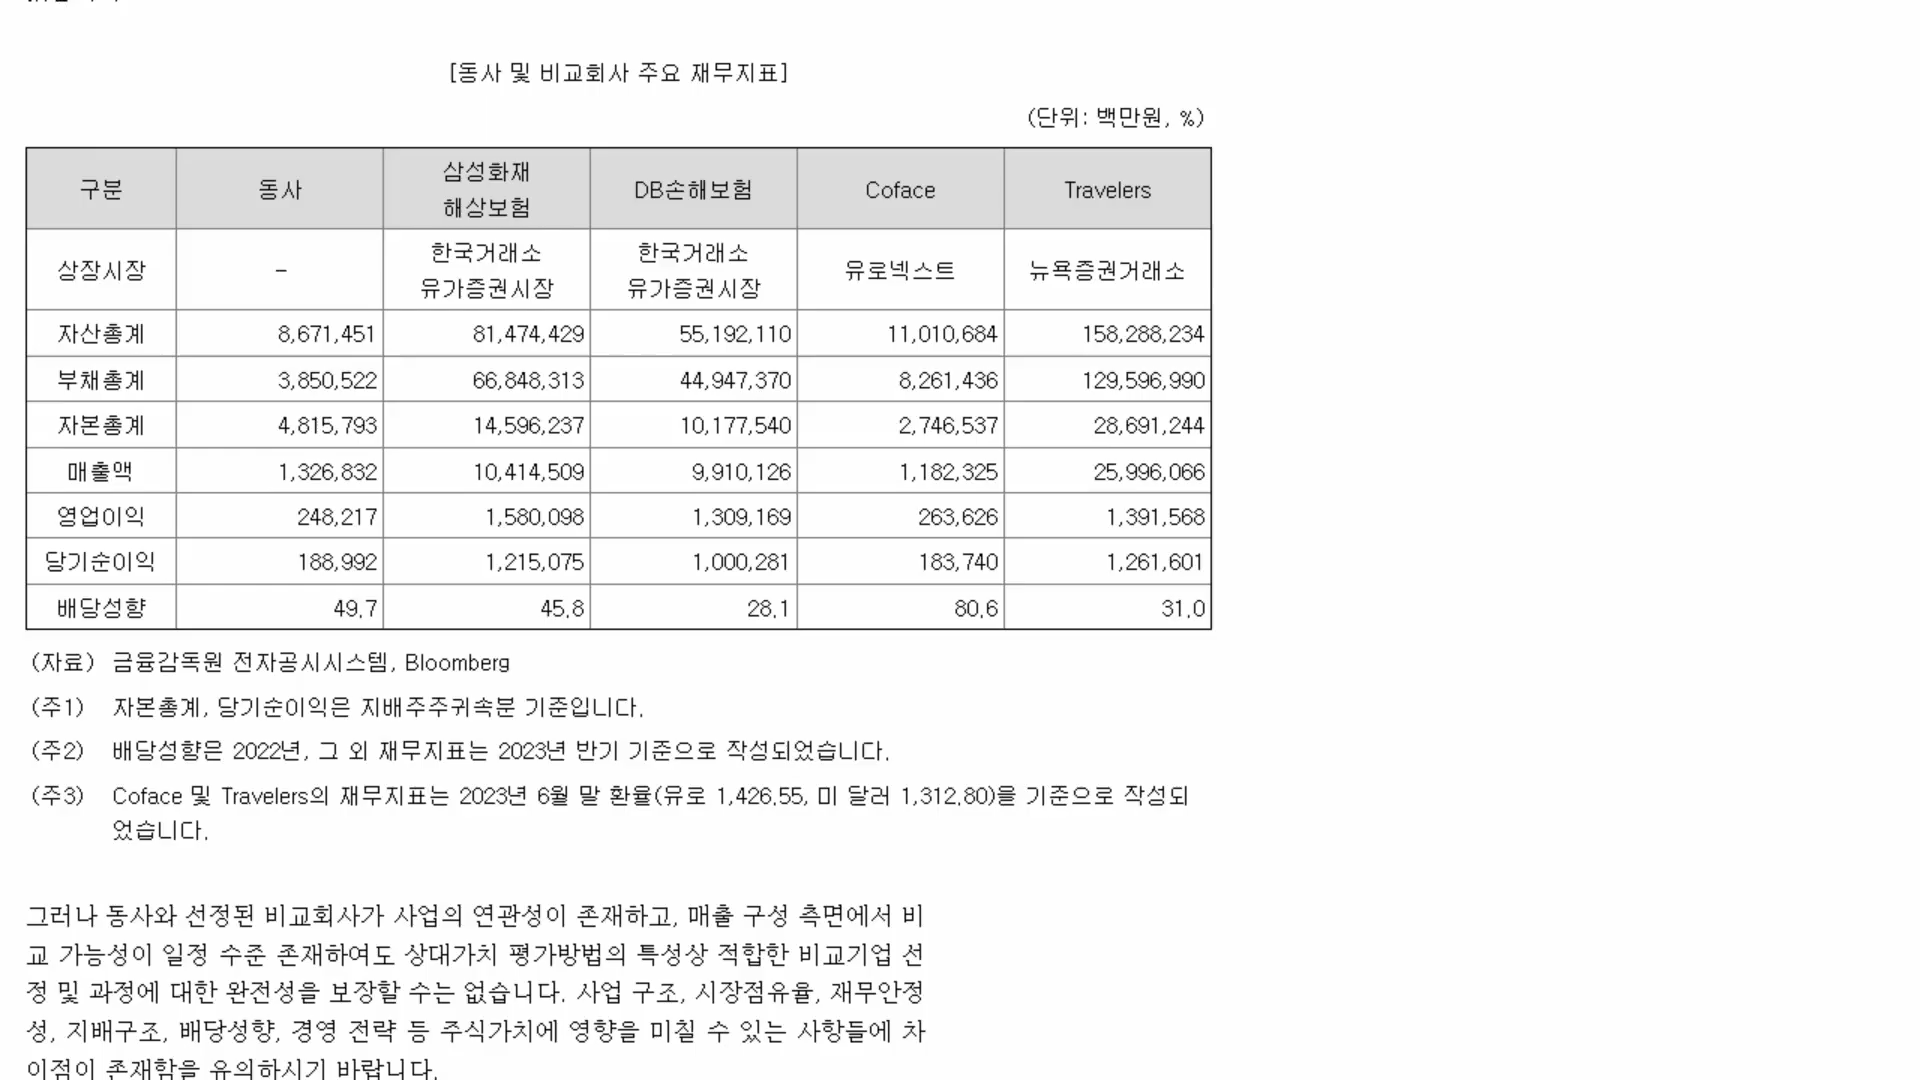 [동사 및 비교회사 주요 재무지표]
(단위: 백만원, %)
구분 동사 삼성화재 해상보험 DB손해보험 Coface Travelers
상장시장 - 한국거래소 유가증권시장 한국거래소 유가증권시장 유로넥스트 뉴욕증권거래소
자산총계 8,671,451 81,474,429 55,192,110 11,010,684 158,288,234
부채총계 3,850,522 66,848,313 44,947,370 8,261,436 129,596,990
자본총계 4,815,793 14,596,237 10,177,540 2,746,537 28,691,244
매출액 1,326,832 10,414,509 9,910,126 1,182,325 25,996,066
영업이익 248,217 1,580,098 1,309,169 263,626 1,391,568
당기순이익 188,992 1,215,075 1,000,281 183,740 1,261,601
배당성향 49.7 45.8 28.1 80.6 31.0
(자료) 금융감독원 전자공시시스템, Bloomberg
(주1) 자본총계, 당기순이익은 지배주주귀속분 기준입니다.
(주2) 배당성향은 2022년, 그 외 재무지표는 2023년 반기 기준으로 작성되었습니다.
(주3) Coface 및 Travelers의 재무지표는 2023년 6월 말 환율(유로 1,426.55, 미 달러 1,312.80)을 기준으로 작성되
었습니다.
그러나 동사와 선정된 비교회사가 사업의 연관성이 존재하고, 매출 구성 측면에서 비
교 가능성이 일정 수준 존재하여도 상대가치 평가방법의 특성상 적합한 비교기업 선
정 및 과정에 대한 완전성을 보장할 수는 없습니다. 사업 구조, 시장점유율, 재무안정
성, 지배구조, 배당성향, 경영 전략 등 주식가치에 영향을 미칠 수 있는 사항들에 차
이점이 존재함을 유의하시기 바랍니다.